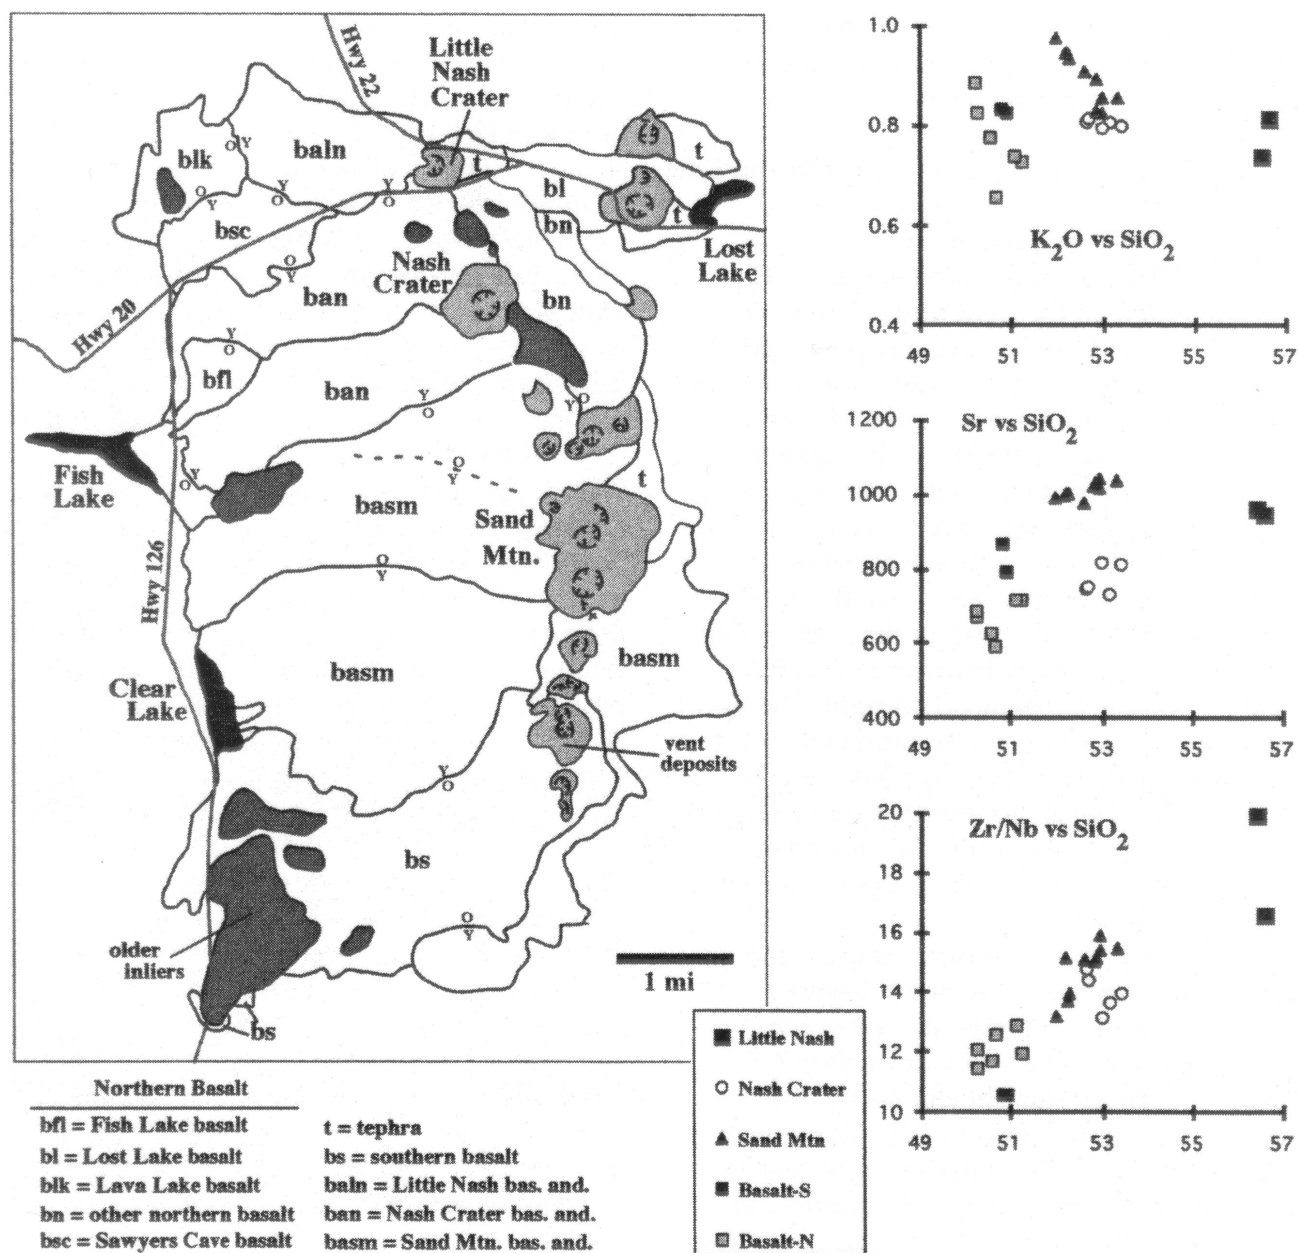 Hwy 22
Little
Nash
Crater
blk
baln
t
t
bl
bn
t
bsc
Lost
Lake
Nash
Crater
ban
bn
Hwy 20
bfl
ban
Fish
Lake
t
basm
Sand
Mtn.
Hwy 126
basm
basm
Clear
Lake
vent
deposits
bs
older
inliers
1 mi
bs
Y
O
Y
O
Y
O
Y
O
O
Y
O
Y
Y
O
Y
O
Y O
Y
O
O
Y
O
Y
Y
O
O
Y
Northern Basalt
bfl = Fish Lake basalt
bl = Lost Lake basalt
blk = Lava Lake basalt
bn = other northern basalt
bsc = Sawyers Cave basalt
t = tephra
bs = southern basalt
baln = Little Nash bas. and.
ban = Nash Crater bas. and.
basm = Sand Mtn. bas. and.
Little Nash
Nash Crater
Sand Mtn
Basalt-S
Basalt-N
1.0
0.8
0.6
0.4
K2O vs SiO2
49 51 53 55 57
1200
1000
800
600
400
Sr vs SiO2
49 51 53 55 57
20
18
16
14
12
10
Zr/Nb vs SiO2
49 51 53 55 57